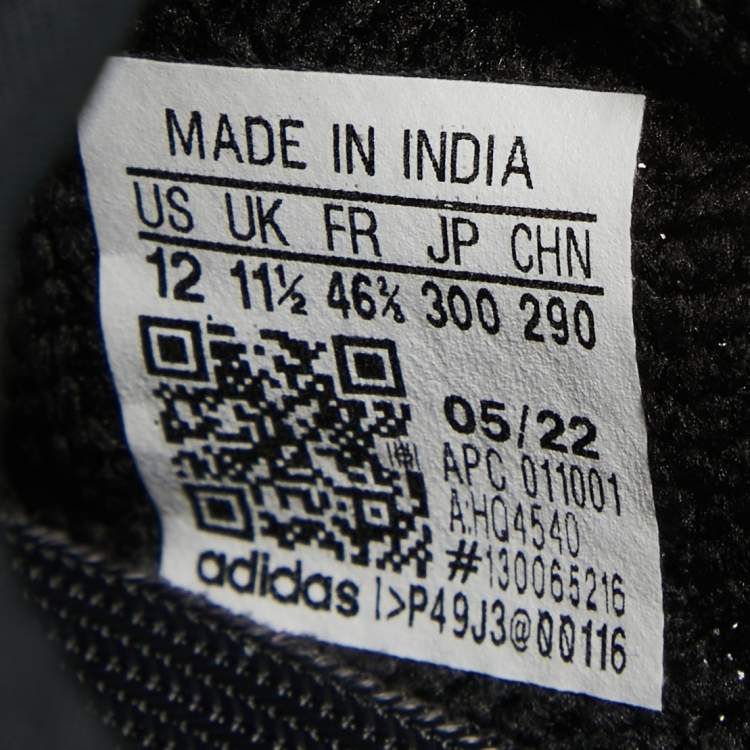 MADE IN INDIA
US UK FR JP CHN
12 11½ 46⅔ 300 290
05/22
APC 011001
A:HQ4540
#130065216
adidas I>P49J3@00116